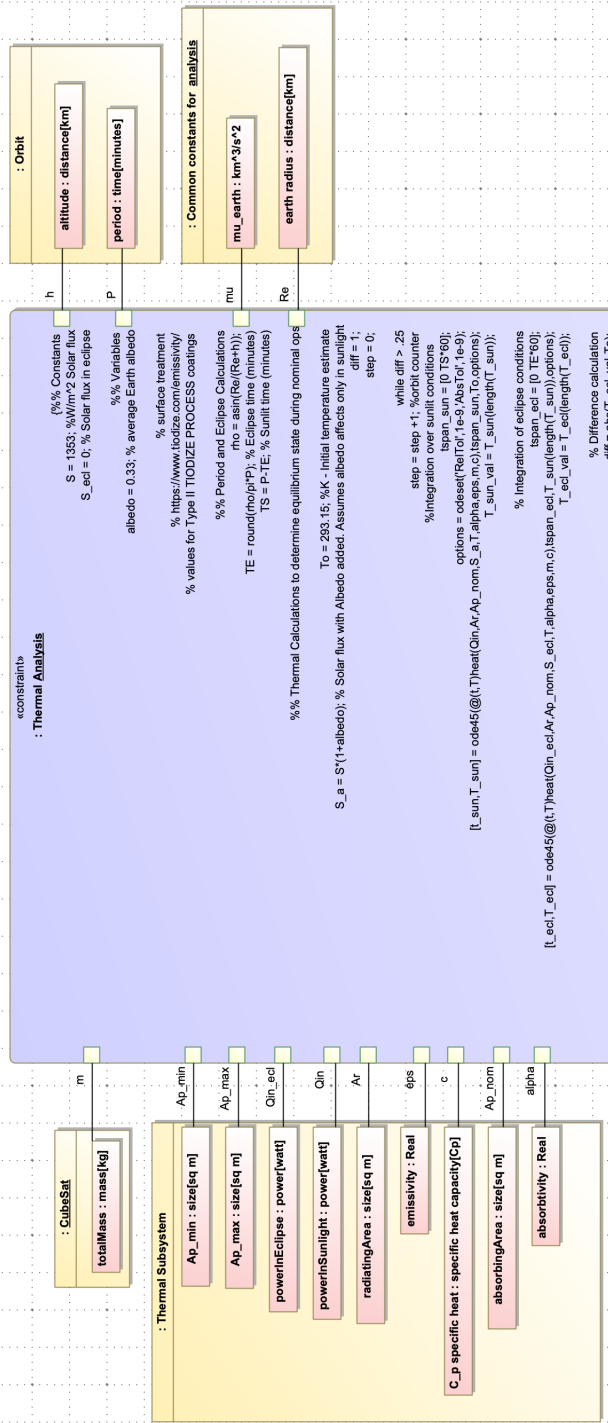 : CubeSat
totalMass : mass[kg]
: Thermal Subsystem
Ap_min : size[sq m]
Ap_max : size[sq m]
powerInEclipse : power[watt]
powerInSunlight : power[watt]
radiatingArea : size[sq m]
emissivity : Real
C_p specific heat : specific heat capacity[Cp]
absorbingArea : size[sq m]
absorbtivity : Real
m
Ap_min
Ap_max
Qin_ecl
Qin
Ar
eps
c
Ap_nom
alpha
«constraint»
: Thermal Analysis
{%% Constants
S = 1353; %W/m^2 Solar flux
S_ecl = 0; % Solar flux in eclipse
%% Variables
albedo = 0.33; % average Earth albedo
% surface treatment
% https://www.tiodize.com/emissivity/
% values for Type II TIODIZE PROCESS coatings
%% Period and Eclipse Calculations
rho = asin(Re/(Re+h));
TE = round(rho/pi*P); % Eclipse time (minutes)
TS = P-TE; % Sunlit time (minutes)
%% Thermal Calculations to determine equilibrium state during nominal ops
To = 293.15; %K - Initial temperature estimate
S_a = S*(1+albedo); % Solar flux with Albedo added. Assumes albedo affects only in sunlight
diff = 1;
step = 0;
while diff > .25
step = step +1; %orbit counter
%Integration over sunlit conditions
tspan_sun = [0 TS*60];
options = odeset('RelTol',1e-9,'AbsTol',1e-9);
[t_sun,T_sun] = ode45(@(t,T)heat(Qin,Ar,Ap_nom,S_a,T,alpha,eps,m,c),tspan_sun,To,options);
T_sun_val = T_sun(length(T_sun));
% Integration of eclipse conditions
tspan_ecl = [0 TE*60];
[t_ecl,T_ecl] = ode45(@(t,T)heat(Qin_ecl,Ar,Ap_nom,S_ecl,T,alpha,eps,m,c),tspan_ecl,T_sun(length(T_sun)),options);
T_ecl_val = T_ecl(length(T_ecl));
% Difference calculation
h
P
mu
Re
: Orbit
altitude : distance[km]
period : time[minutes]
: Common constants for analysis
mu_earth : km^3/s^2
earth radius : distance[km]